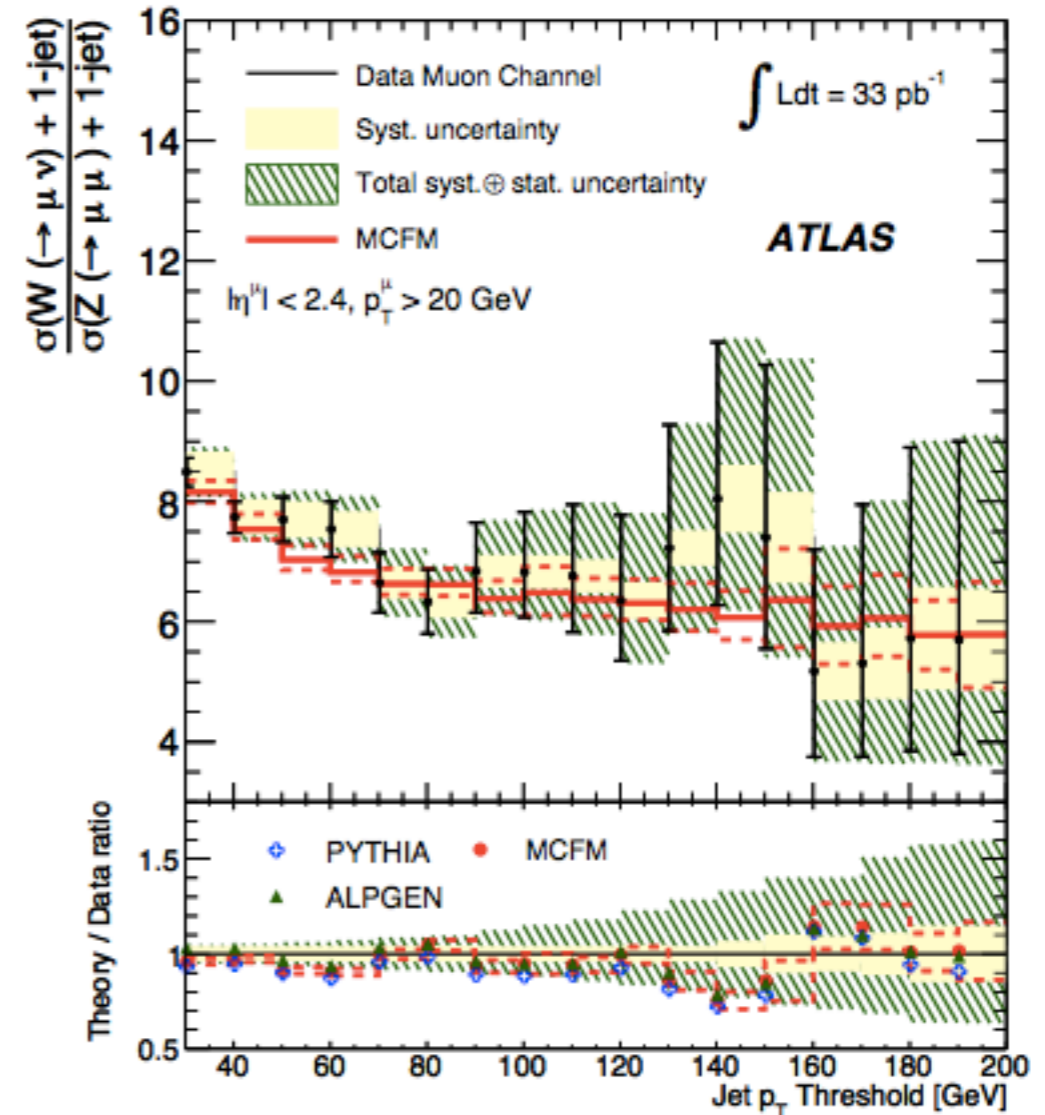 σ(W (→ μ ν) + 1-jet)
σ(Z (→ μ μ ) + 1-jet)
16
14
12
10
8
6
4
Data Muon Channel
Syst. uncertainty
Total syst.⊕ stat. uncertainty
MCFM
∫ Ldt = 33 pb⁻¹
ATLAS
|η^μ| < 2.4, p_T^μ > 20 GeV
Theory / Data ratio
1.5
1
0.5
PYTHIA MCFM
ALPGEN
40 60 80 100 120 140 160 180 200
Jet p_T Threshold [GeV]